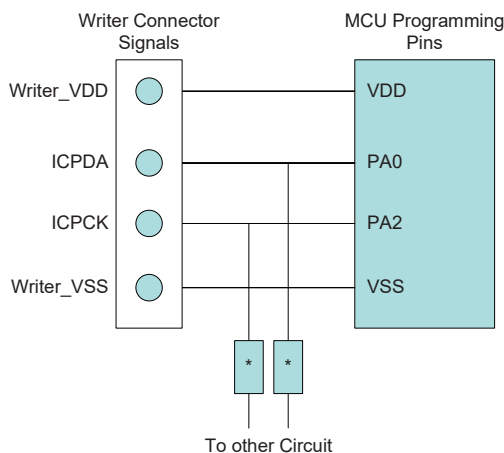 Writer Connector
Signals
MCU Programming
Pins
Writer_VDD
VDD
ICPDA
PA0
ICPCK
PA2
Writer_VSS
VSS
*
*
To other Circuit